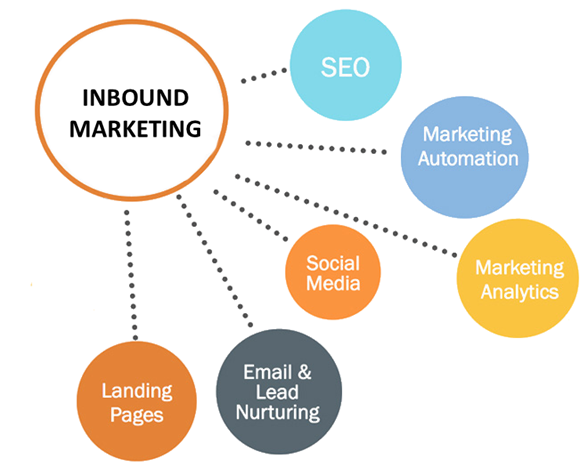 INBOUND
MARKETING
SEO
Marketing
Automation
Social
Media
Marketing
Analytics
Landing
Pages
Email &
Lead
Nurturing